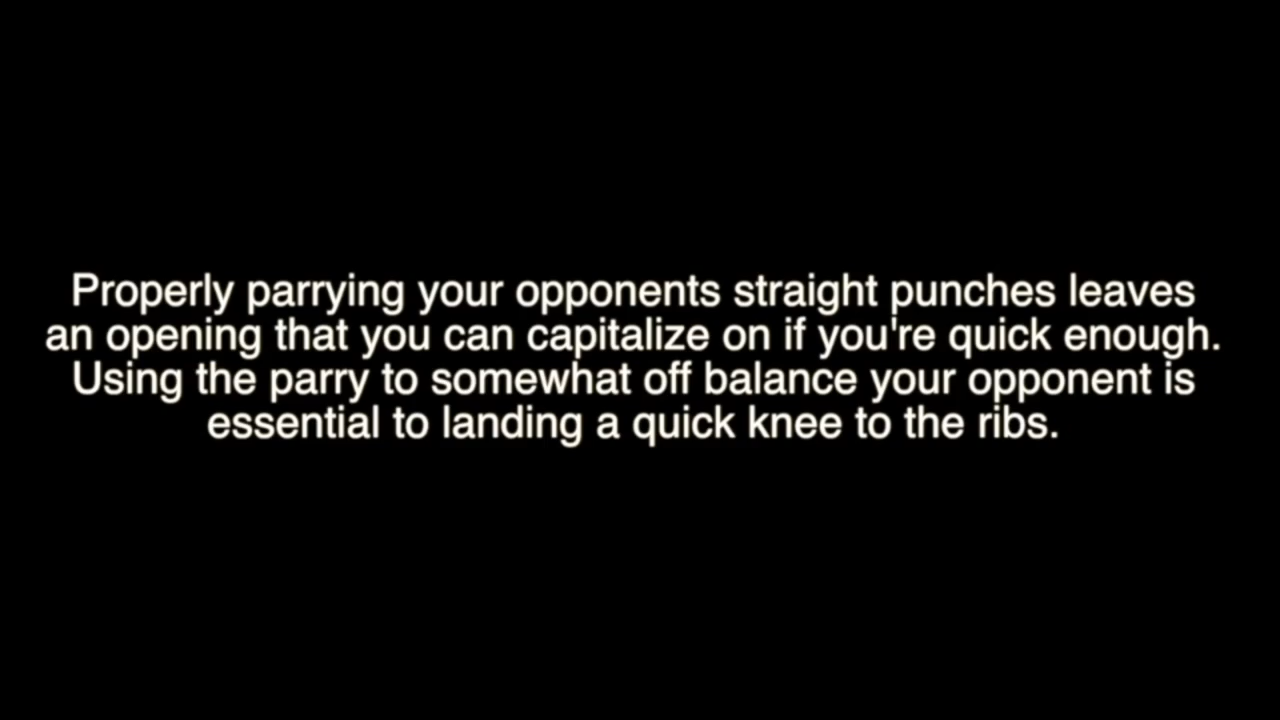 Properly parrying your opponents straight punches leaves
an opening that you can capitalize on if you're quick enough.
Using the parry to somewhat off balance your opponent is
essential to landing a quick knee to the ribs.